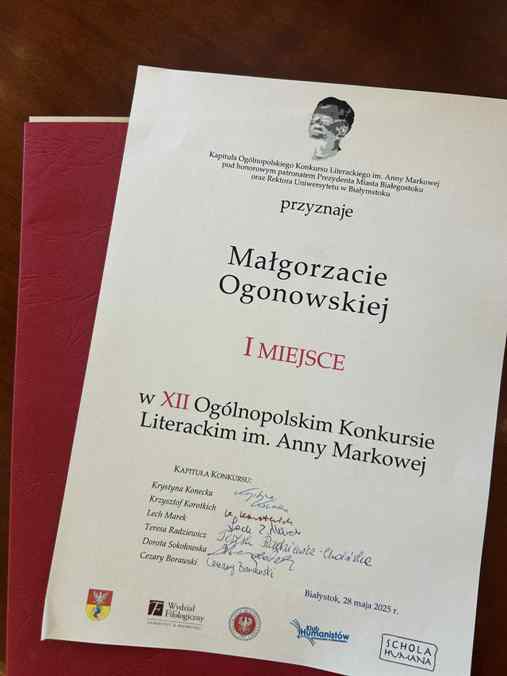 Kapituła Ogólnopolskiego Konkursu Literackiego im. Anny Markowej
pod honorowym patronatem Prezydenta Miasta Białegostoku
oraz Rektora Uniwersytetu w Białymstoku
przyznaje
Małgorzacie
Ogonowskiej
I MIEJSCE
w XII Ogólnopolskim Konkursie
Literackim im. Anny Markowej
KAPITUŁA KONKURSU:
Krystyna Konecka
Krzysztof Korotkich
Lech Marek
Teresa Radziewicz
Dorota Sokołowska
Cezary Borawski
Cezary Borawski
Białystok, 28 maja 2025 r.
Wydział
Filologiczny
Klub
Humanistów
SCHOLA
HUMANA